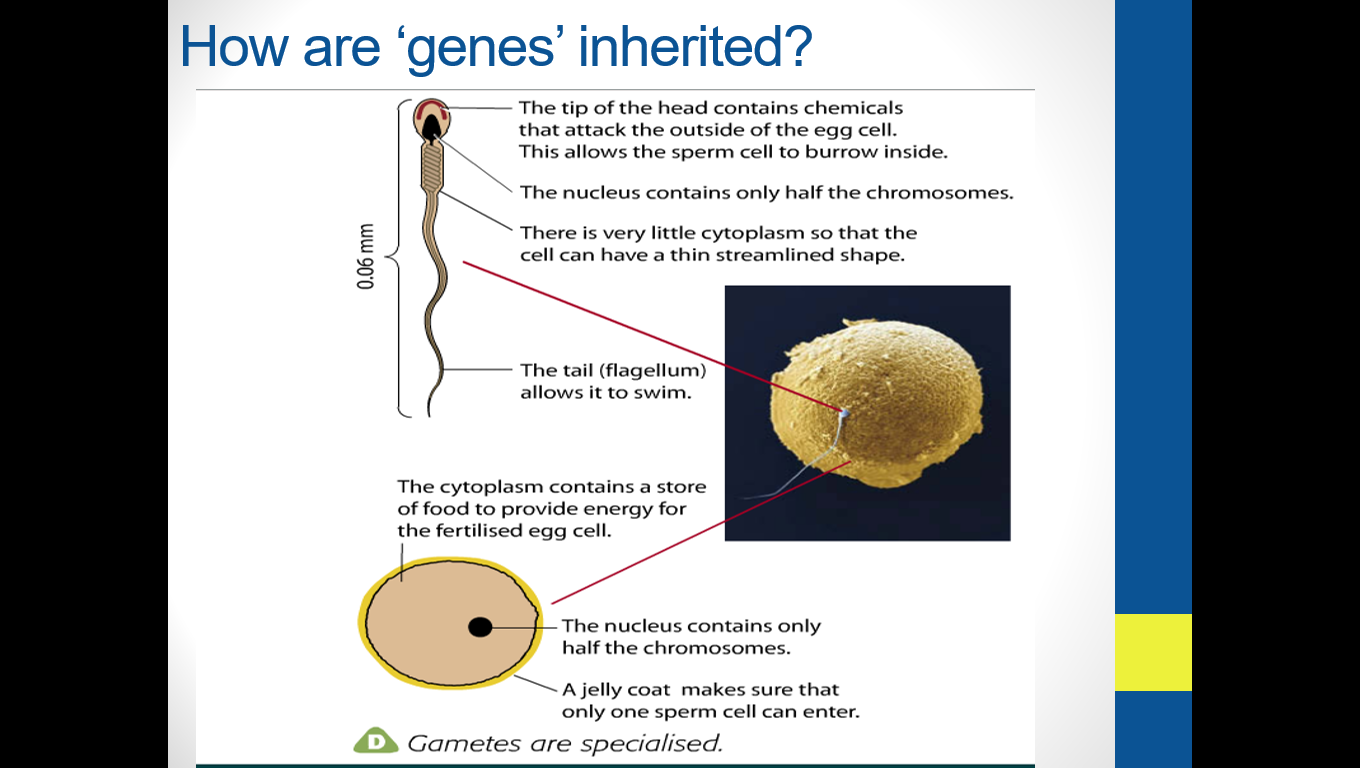 How are ‘genes’ inherited?
The tip of the head contains chemicals
that attack the outside of the egg cell.
This allows the sperm cell to burrow inside.
The nucleus contains only half the chromosomes.
There is very little cytoplasm so that the
cell can have a thin streamlined shape.
0.06 mm
The tail (flagellum)
allows it to swim.
The cytoplasm contains a store
of food to provide energy for
the fertilised egg cell.
The nucleus contains only
half the chromosomes.
A jelly coat makes sure that
only one sperm cell can enter.
D Gametes are specialised.